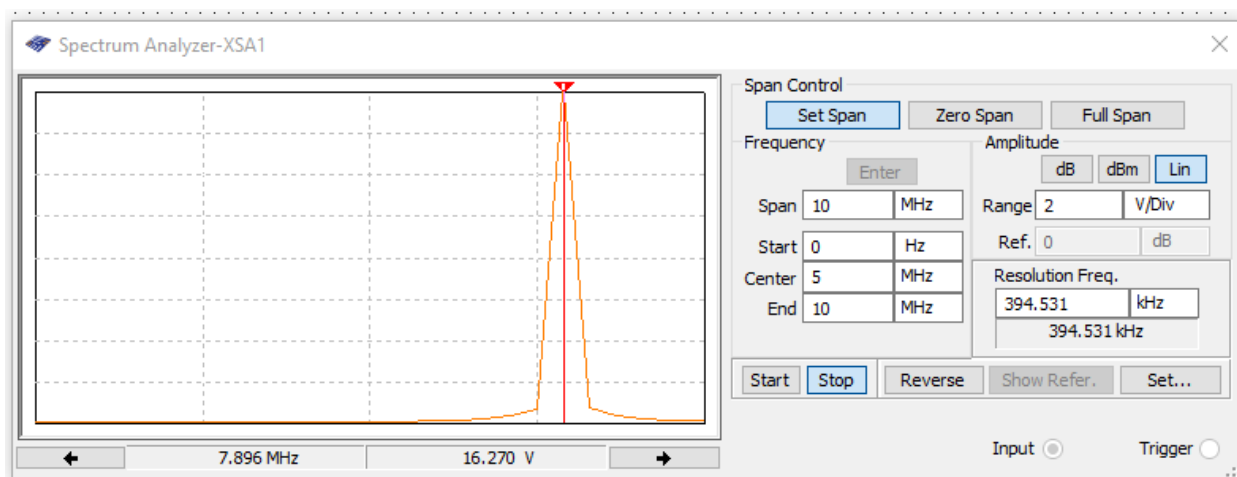 Spectrum Analyzer-XSA1
Span Control
Set Span Zero Span Full Span
Frequency
Enter
Span 10 MHz
Start 0 Hz
Center 5 MHz
End 10 MHz
Amplitude
dB dBm Lin
Range 2 V/Div
Ref. 0 dB
Resolution Freq.
394.531 kHz
394.531 kHz
Start Stop Reverse Show Refer. Set...
7.896 MHz 16.270 V
Input Trigger